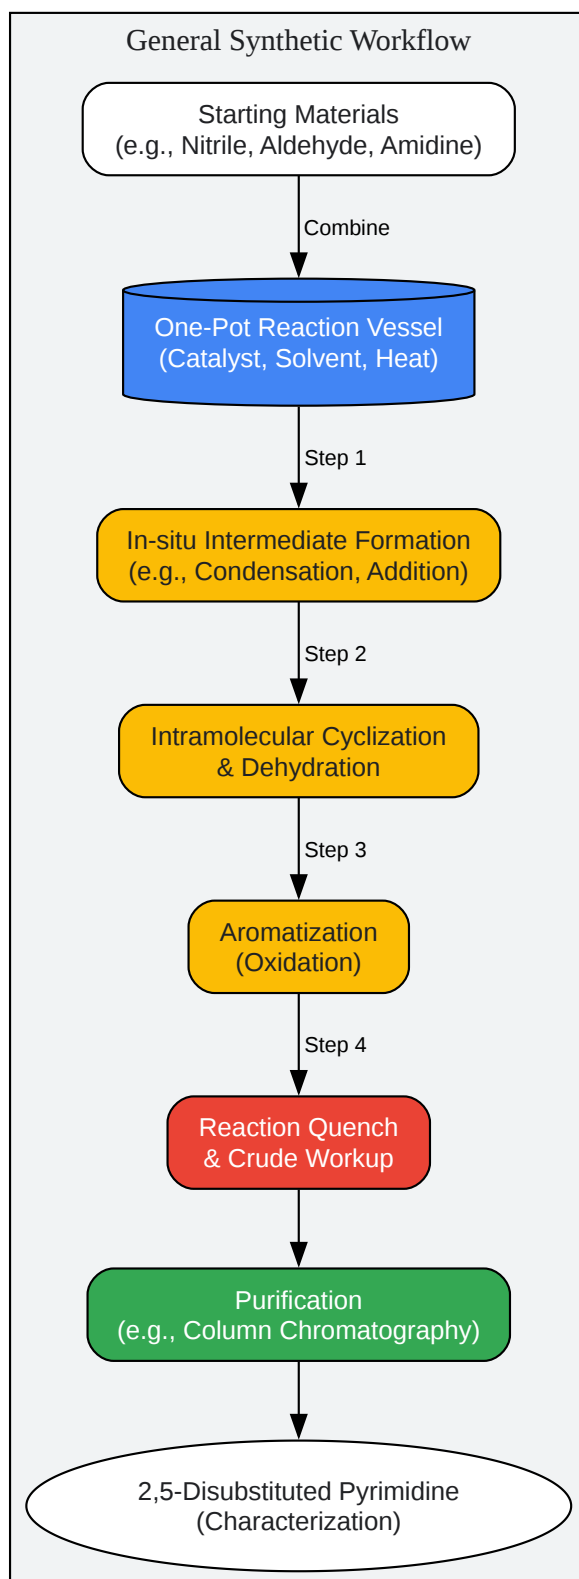 General Synthetic Workflow
Starting Materials
(e.g., Nitrile, Aldehyde, Amidine)
Combine
One-Pot Reaction Vessel
(Catalyst, Solvent, Heat)
Step 1
In-situ Intermediate Formation
(e.g., Condensation, Addition)
Step 2
Intramolecular Cyclization
& Dehydration
Step 3
Aromatization
(Oxidation)
Step 4
Reaction Quench
& Crude Workup
Purification
(e.g., Column Chromatography)
2,5-Disubstituted Pyrimidine
(Characterization)